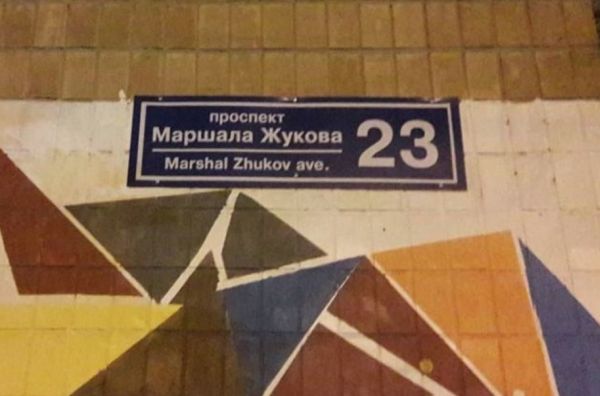 проспект
Маршала Жукова
Marshal Zhukov ave.
23